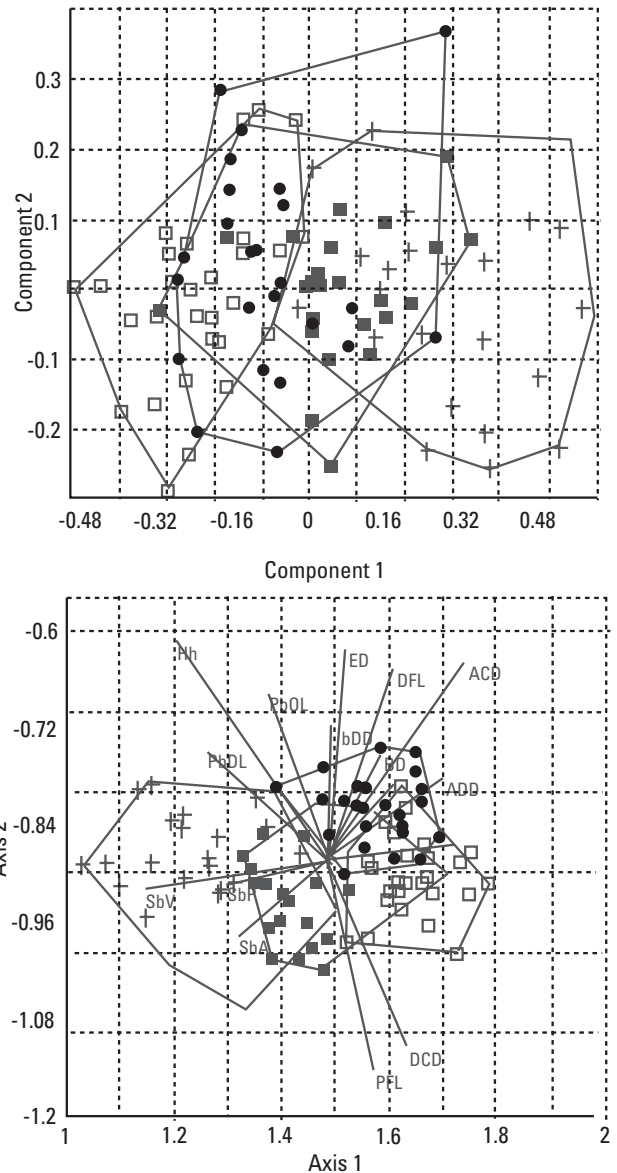 0.3
0.2
0.1
-0.1
-0.2
Component 2
-0.48 -0.32 -0.16 0 0.16 0.32 0.48
Component 1
-0.6
-0.72
-0.84
-0.96
-1.08
-1.2
Axis 2
Hh
ED
DFL
ACD
PbOL
bDD
PbDL
BD
ADD
SbV
SbP
SbA
DCD
PFL
1 1.2 1.4 1.6 1.8 2
Axis 1